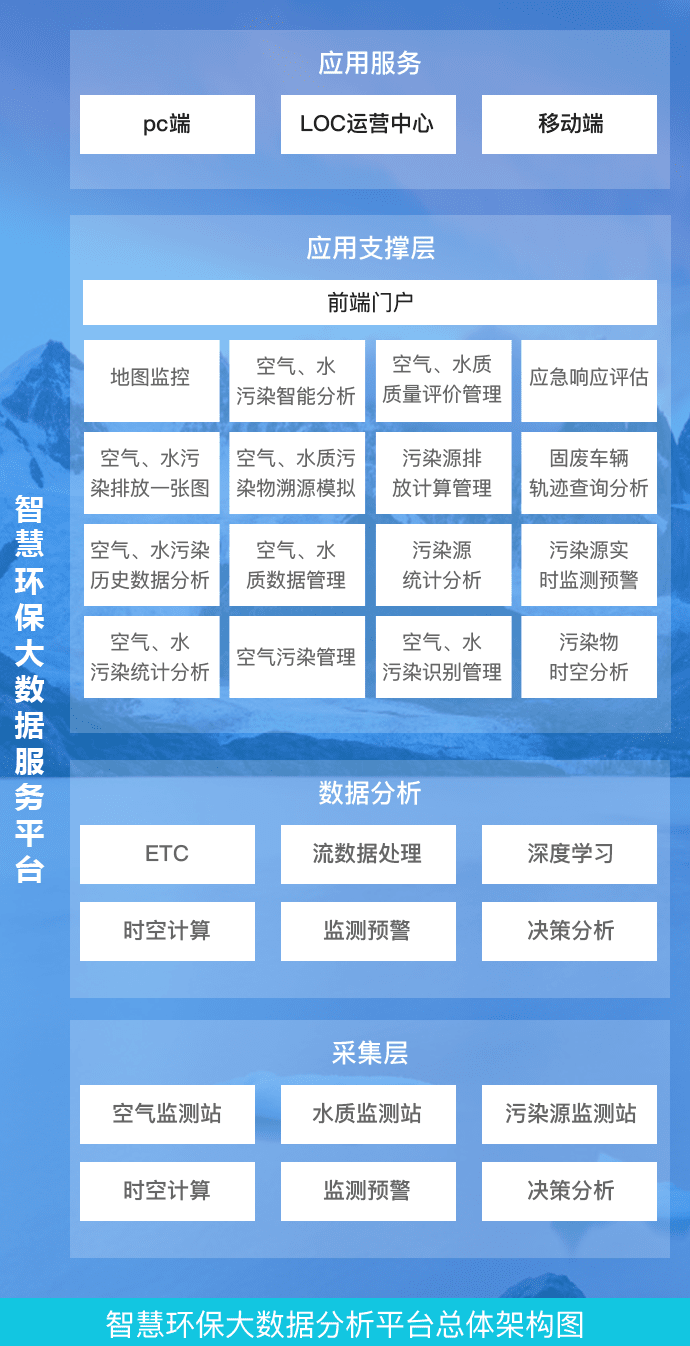 应用服务
pc端
LOC运营中心
移动端
应用支撑层
前端门户
地图监控
空气、水
污染智能分析
空气、水质
质量评价管理
应急响应评估
空气、水污
染排放一张图
空气、水质污
染物溯源模拟
污染源排
放计算管理
固废车辆
轨迹查询分析
空气、水污染
历史数据分析
空气、水
质数据管理
污染源
统计分析
污染源实
时监测预警
空气、水
污染统计分析
空气污染管理
空气、水
污染识别管理
污染物
时空分析
智慧环保大数据服务平台
数据分析
ETC
流数据处理
深度学习
时空计算
监测预警
决策分析
采集层
空气监测站
水质监测站
污染源监测站
时空计算
监测预警
决策分析
智慧环保大数据分析平台总体架构图